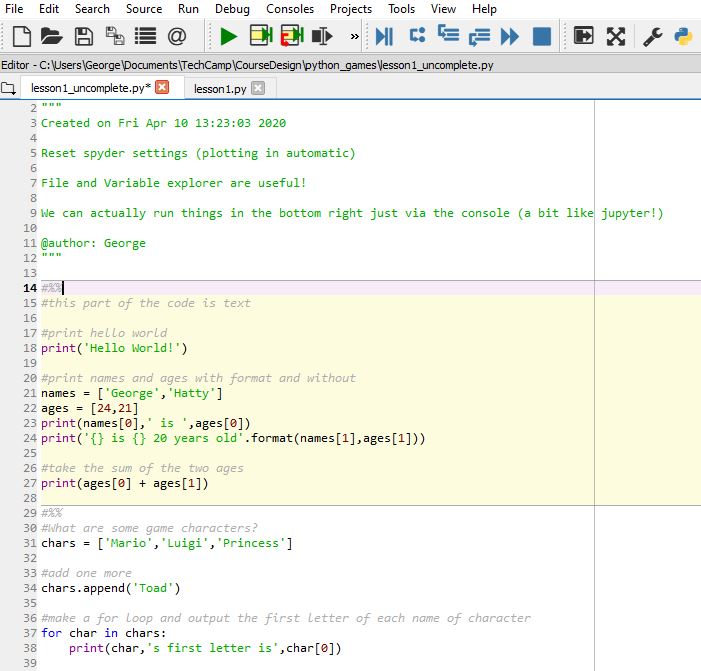 File Edit Search Source Run Debug Consoles Projects Tools View Help
Editor - C:\Users\George\Documents\TechCamp\CourseDesign\python_games\lesson1_uncomplete.py
lesson1_uncomplete.py* lesson1.py
2 """
3 Created on Fri Apr 10 13:23:03 2020
4
5 Reset spyder settings (plotting in automatic)
6
7 File and Variable explorer are useful!
8
9 We can actually run things in the bottom right just via the console (a bit like jupyter!)
10
11 @author: George
12 """
13
14 #%%
15 #this part of the code is text
16
17 #print hello world
18 print('Hello World!')
19
20 #print names and ages with format and without
21 names = ['George','Hatty']
22 ages = [24,21]
23 print(names[0],' is ',ages[0])
24 print('{} is {} 20 years old'.format(names[1],ages[1]))
25
26 #take the sum of the two ages
27 print(ages[0] + ages[1])
28
29 #%%
30 #What are some game characters?
31 chars = ['Mario','Luigi','Princess']
32
33 #add one more
34 chars.append('Toad')
35
36 #make a for loop and output the first letter of each name of character
37 for char in chars:
38     print(char,'s first letter is',char[0])
39